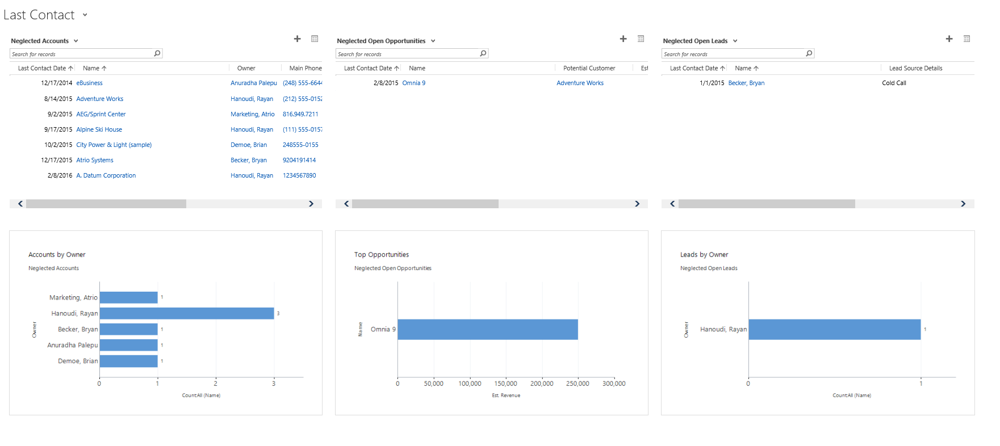 Last Contact
Neglected Accounts
Search for records
Last Contact Date Name Owner Main Phone
12/17/2014 eBusiness Anuradha Palepu (248) 555-6644
8/14/2015 Adventure Works Hanoudi, Rayan (212) 555-0152
9/2/2015 AEG/Sprint Center Marketing, Atrio 816.949.7211
9/17/2015 Alpine Ski House Hanoudi, Rayan (111) 555-0157
10/2/2015 City Power & Light (sample) Demoe, Brian 248555-0155
12/17/2015 Atrio Systems Becker, Bryan 9204191414
2/8/2016 A. Datum Corporation Hanoudi, Rayan 1234567890
Neglected Open Opportunities
Search for records
Last Contact Date Name Potential Customer Est
2/8/2015 Omnia 9 Adventure Works
Neglected Open Leads
Search for records
Last Contact Date Name Lead Source Details
1/1/2015 Becker, Bryan Cold Call
Accounts by Owner
Neglected Accounts
Owner
Marketing, Atrio 1
Hanoudi, Rayan 3
Becker, Bryan 1
Anuradha Palepu 1
Demoe, Brian 1
0 1 2 3
CountAll (Name)
Top Opportunities
Neglected Open Opportunities
Name
Omnia 9
0 50,000 100,000 150,000 200,000 250,000 300,000
Est. Revenue
Leads by Owner
Neglected Open Leads
Owner
Hanoudi, Rayan 1
0 1
CountAll (Name)